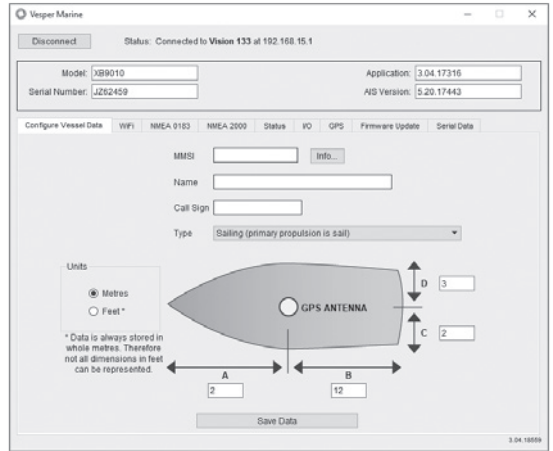 Vesper Marine
Disconnect Status: Connected to Vision 133 at 192.168.15.1
Model: XB9010 Application: 3.04.17316
Serial Number: JZ62459 AIS Version: 5.20.17443
Configure Vessel Data WiFi NMEA 0183 NMEA 2000 Status I/O GPS Firmware Update Serial Data
MMSI Info...
Name
Call Sign
Type Sailing (primary propulsion is sail)
Units
Metres
Feet *
* Data is always stored in
whole metres. Therefore
not all dimensions in feet
can be represented.
GPS ANTENNA
D 3
C 2
A B
2 12
Save Data
3.04.18559